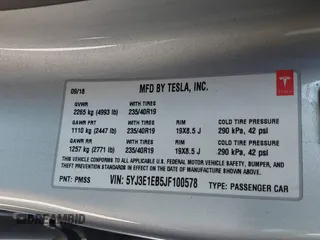 09/18
MFD BY TESLA, INC.
TESLA
GVWR WITH TIRES
2265 kg (4993 lb) 235/40R19
GAWR FRT WITH TIRES RIM COLD TIRE PRESSURE
1110 kg (2447 lb) 235/40R19 19X8.5 J 290 kPa, 42 psi
GAWR RR WITH TIRES RIM COLD TIRE PRESSURE
1257 kg (2771 lb) 235/40R19 19X8.5 J 290 kPa, 42 psi
THIS VEHICLE CONFORMS TO ALL APPLICABLE U.S. FEDERAL MOTOR VEHICLE SAFETY, BUMPER, AND
THEFT PREVENTION STANDARDS IN EFFECT ON THE DATE OF MANUFACTURE SHOWN ABOVE.
PNT: PMSS VIN: 5YJ3E1EB5JF100578 TYPE: PASSENGER CAR
DREAMRID